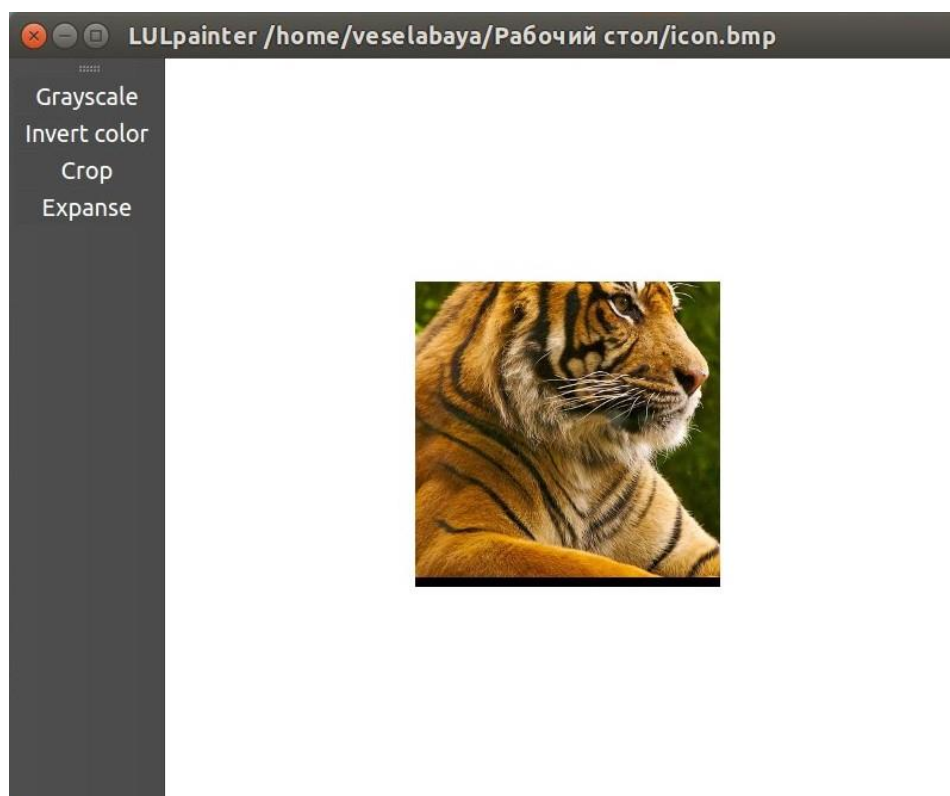 LULpainter /home/veselabaya/Рабочий стол/icon.bmp
Grayscale
Invert color
Crop
Expanse